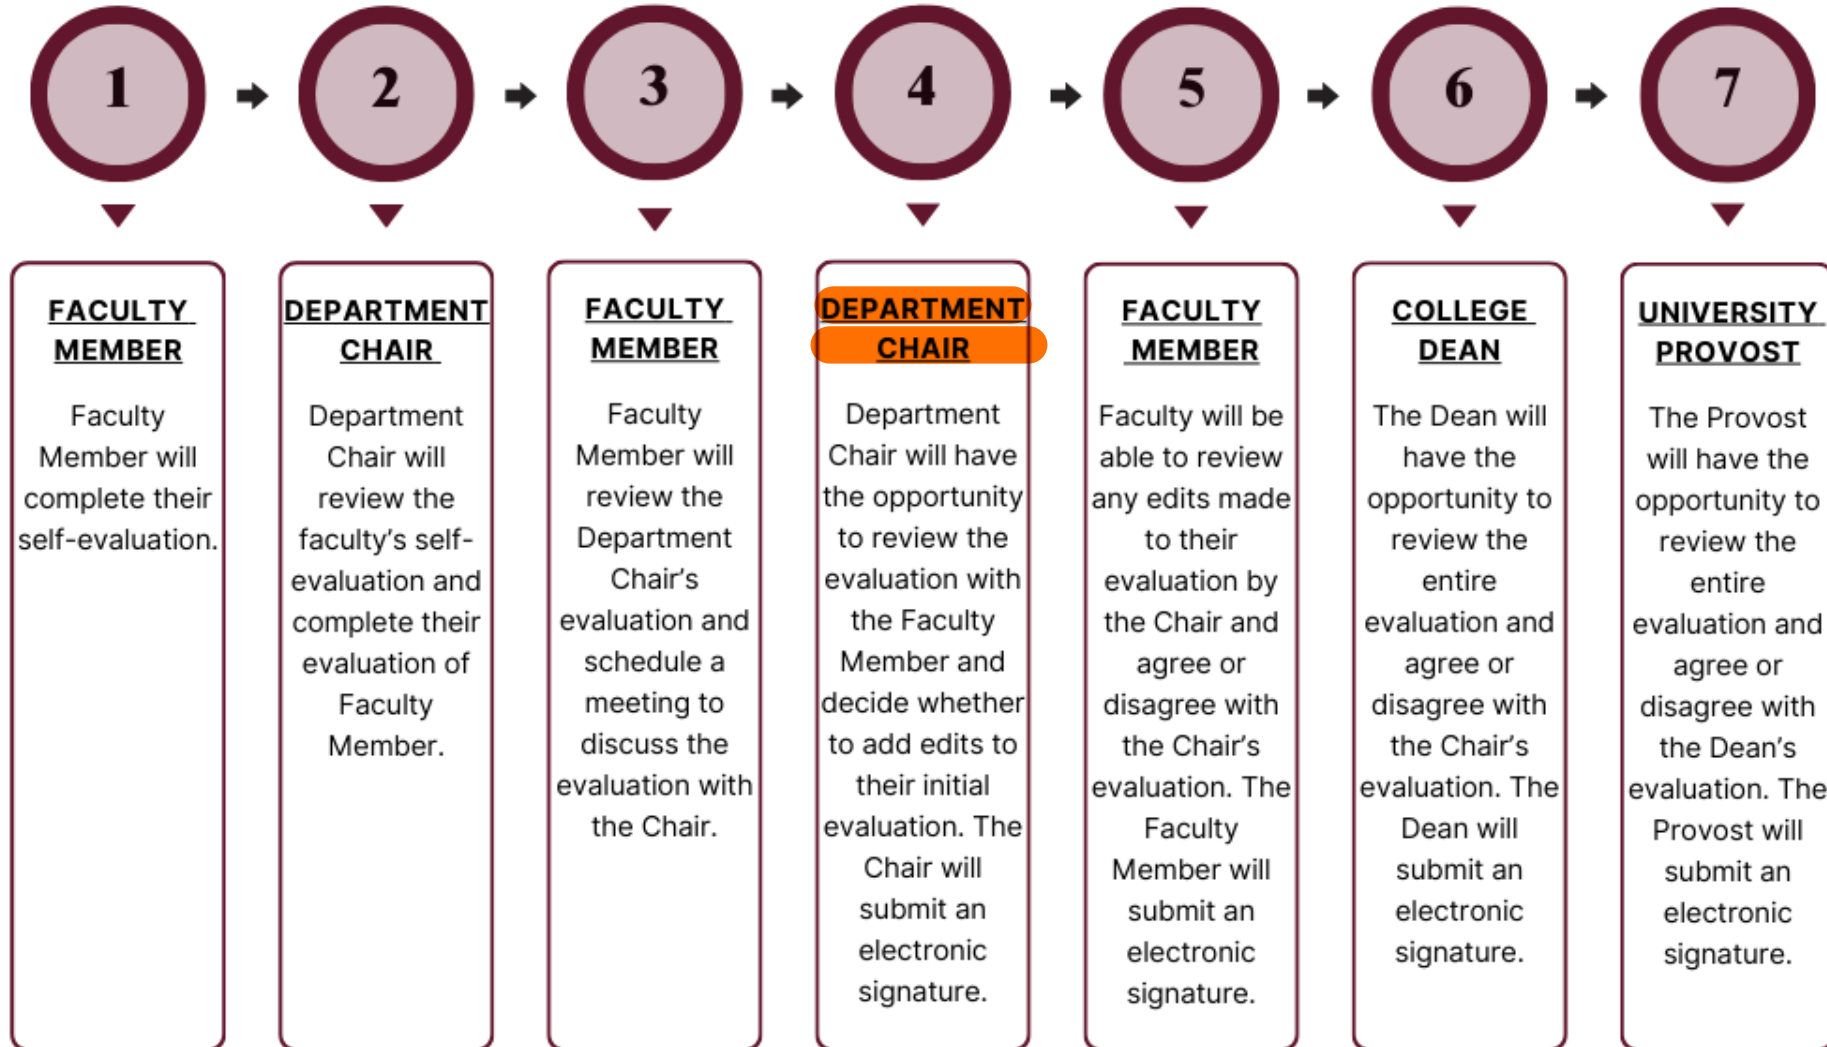 1
2
3
4
5
6
7
FACULTY
MEMBER
Faculty
Member will
complete their
self-evaluation.
DEPARTMENT
CHAIR
Department
Chair will
review the
faculty's self-
evaluation and
complete their
evaluation of
Faculty
Member.
FACULTY
MEMBER
Faculty
Member will
review the
Department
Chair's
evaluation and
schedule a
meeting to
discuss the
evaluation with
the Chair.
DEPARTMENT
CHAIR
Department
Chair will have
the opportunity
to review the
evaluation with
the Faculty
Member and
decide whether
to add edits to
their initial
evaluation. The
Chair will
submit an
electronic
signature.
FACULTY
MEMBER
Faculty will be
able to review
any edits made
to their
evaluation by
the Chair and
agree or
disagree with
the Chair's
evaluation. The
Faculty
Member will
submit an
electronic
signature.
COLLEGE
DEAN
The Dean will
have the
opportunity to
review the
entire
evaluation and
agree or
disagree with
the Chair's
evaluation. The
Dean will
submit an
electronic
signature.
UNIVERSITY
PROVOST
The Provost
will have the
opportunity to
review the
entire
evaluation and
agree or
disagree with
the Dean's
evaluation. The
Provost will
submit an
electronic
signature.